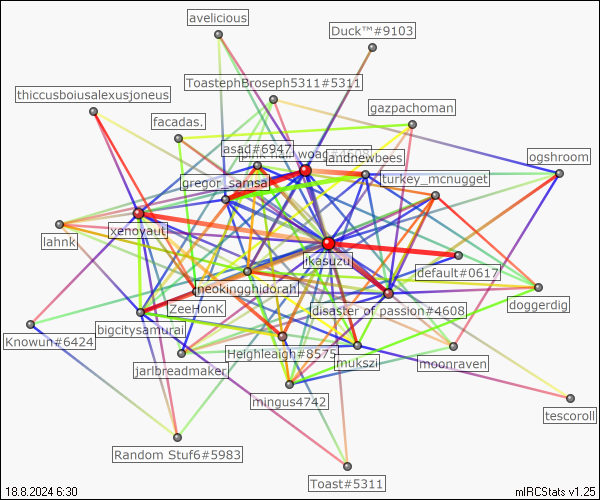 avelicious
Duck™#9103
ToastephBroseph5311#5311
thiccusboiusalexusjoneus
gazpachoman
facadas.
asad#6947
andnewbees
ogshroom
gregor_samsa
turkey_mcnugget
xenoyaut
lahnk
ikasuzu
default#0617
neokingghidorah
ZeeHonK
disaster of passion#4608
doggerdig
bigcitysamurai
Knowun#6424
Heighleaigh#8575
mukszi
jarlbreadmaker
moonraven
mingus4742
tescoroll
Random Stuf6#5983
Toast#5311
18.8.2024 6:30
mIRCStats v1.25